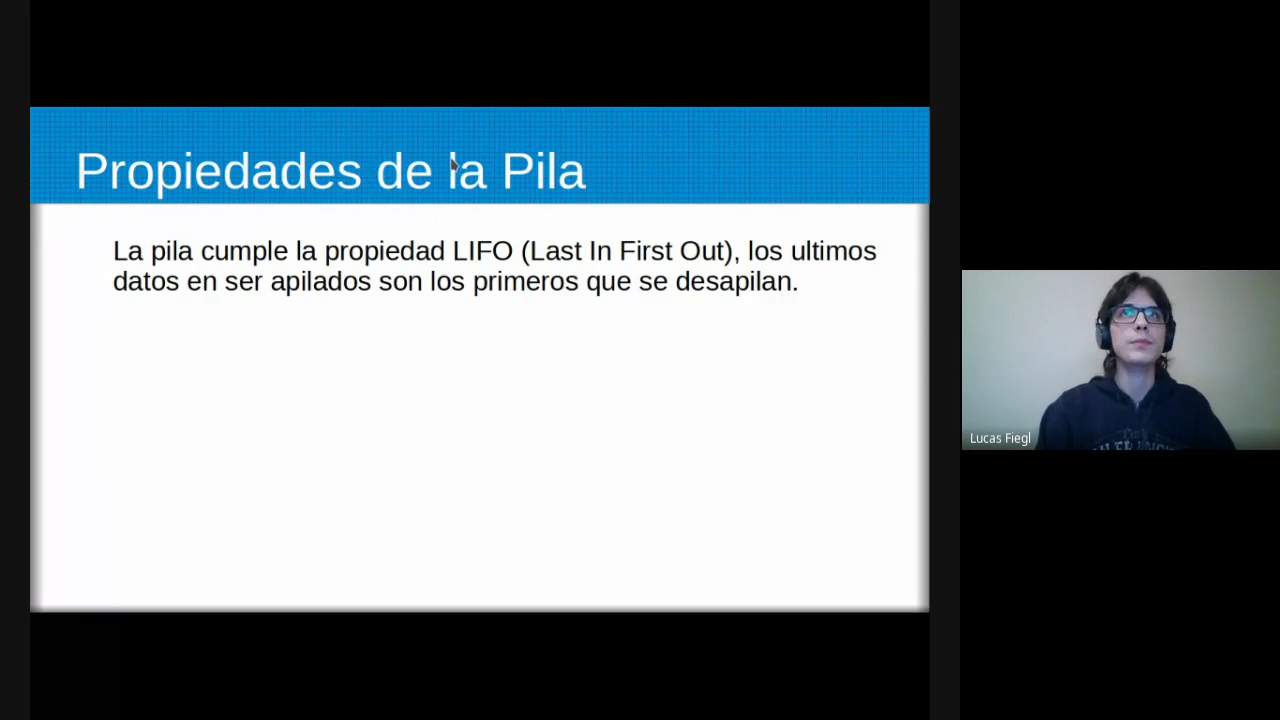 Propiedades de la Pila
La pila cumple la propiedad LIFO (Last In First Out), los ultimos
datos en ser apilados son los primeros que se desapilan.
Lucas Fiegl